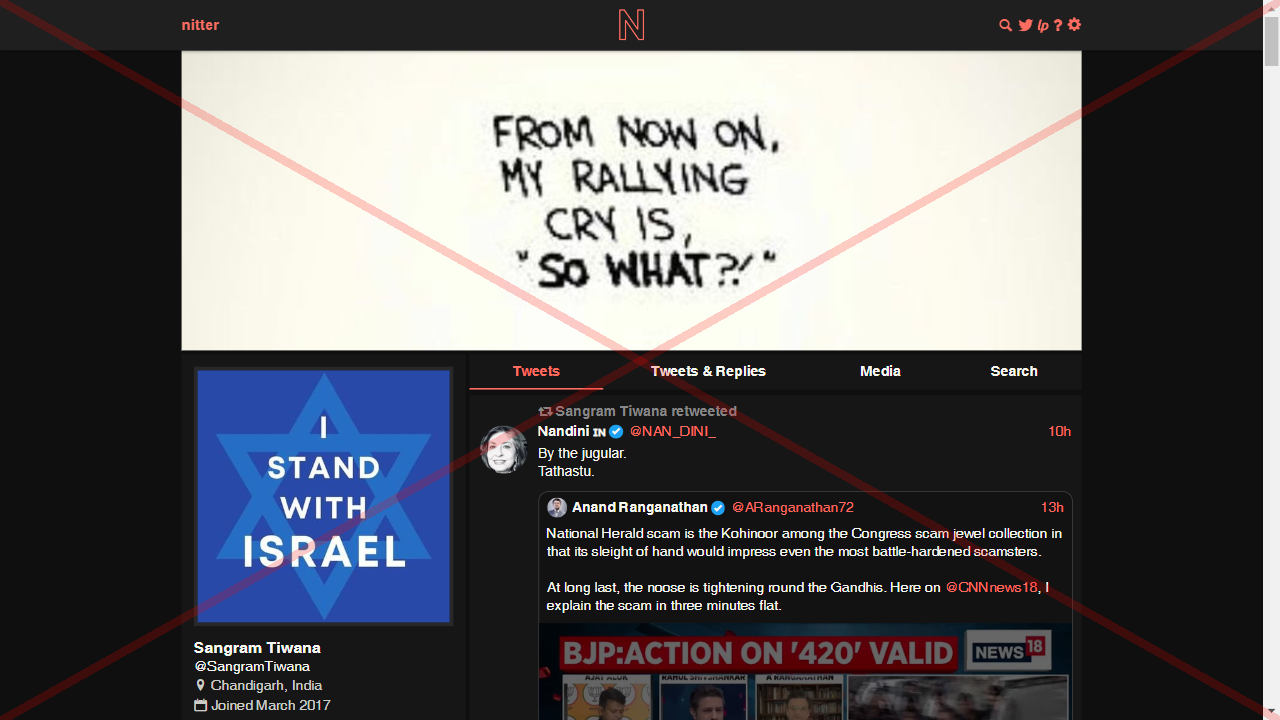 nitter
FROM NOW ON,
MY RALLYING
CRY IS,
"SO WHAT?!"
Tweets
Tweets & Replies
Media
Search
I
STAND
WITH
ISRAEL
Sangram Tiwana
@SangramTiwana
Chandigarh, India
Joined March 2017
Sangram Tiwana retweeted
Nandini IN @NAN_DINI_ 10h
By the jugular.
Tathastu.
Anand Ranganathan @ARanganathan72 13h
National Herald scam is the Kohinoor among the Congress scam jewel collection in
that its sleight of hand would impress even the most battle-hardened scamsters.
At long last, the noose is tightening round the Gandhis. Here on @CNNnews18, I
explain the scam in three minutes flat.
BJP:ACTION ON '420' VALID
NEWS 18
AJAY ALOK
RAHUL SHIVSHANKAR
A RANGANATHAN